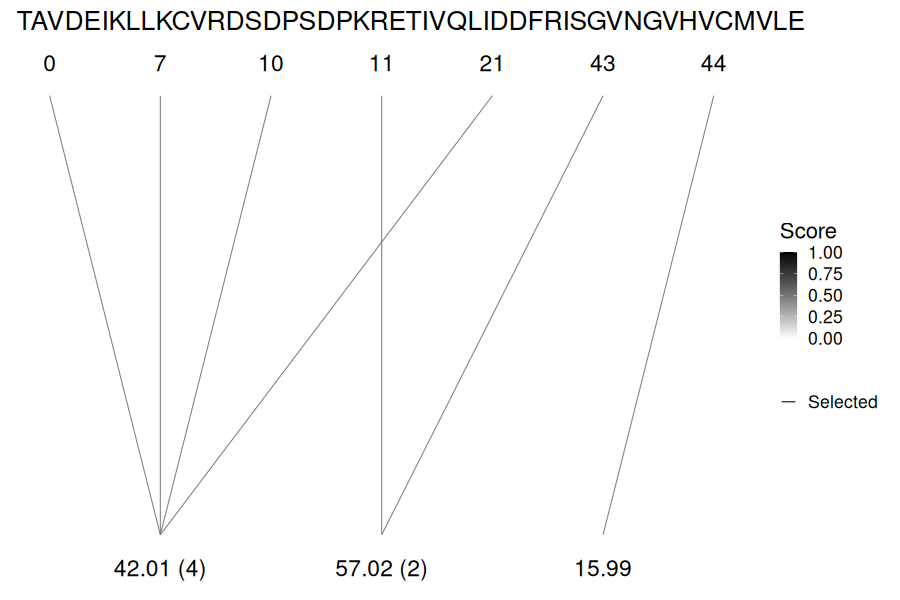 TAVDEIKLLKCVRDSDPSDPKRETIVQLIDDFRISGVNGVHVCMVLE
0 7 10 11 21 43 44
Score
1.00
0.75
0.50
0.25
0.00
Selected
42.01 (4) 57.02 (2) 15.99